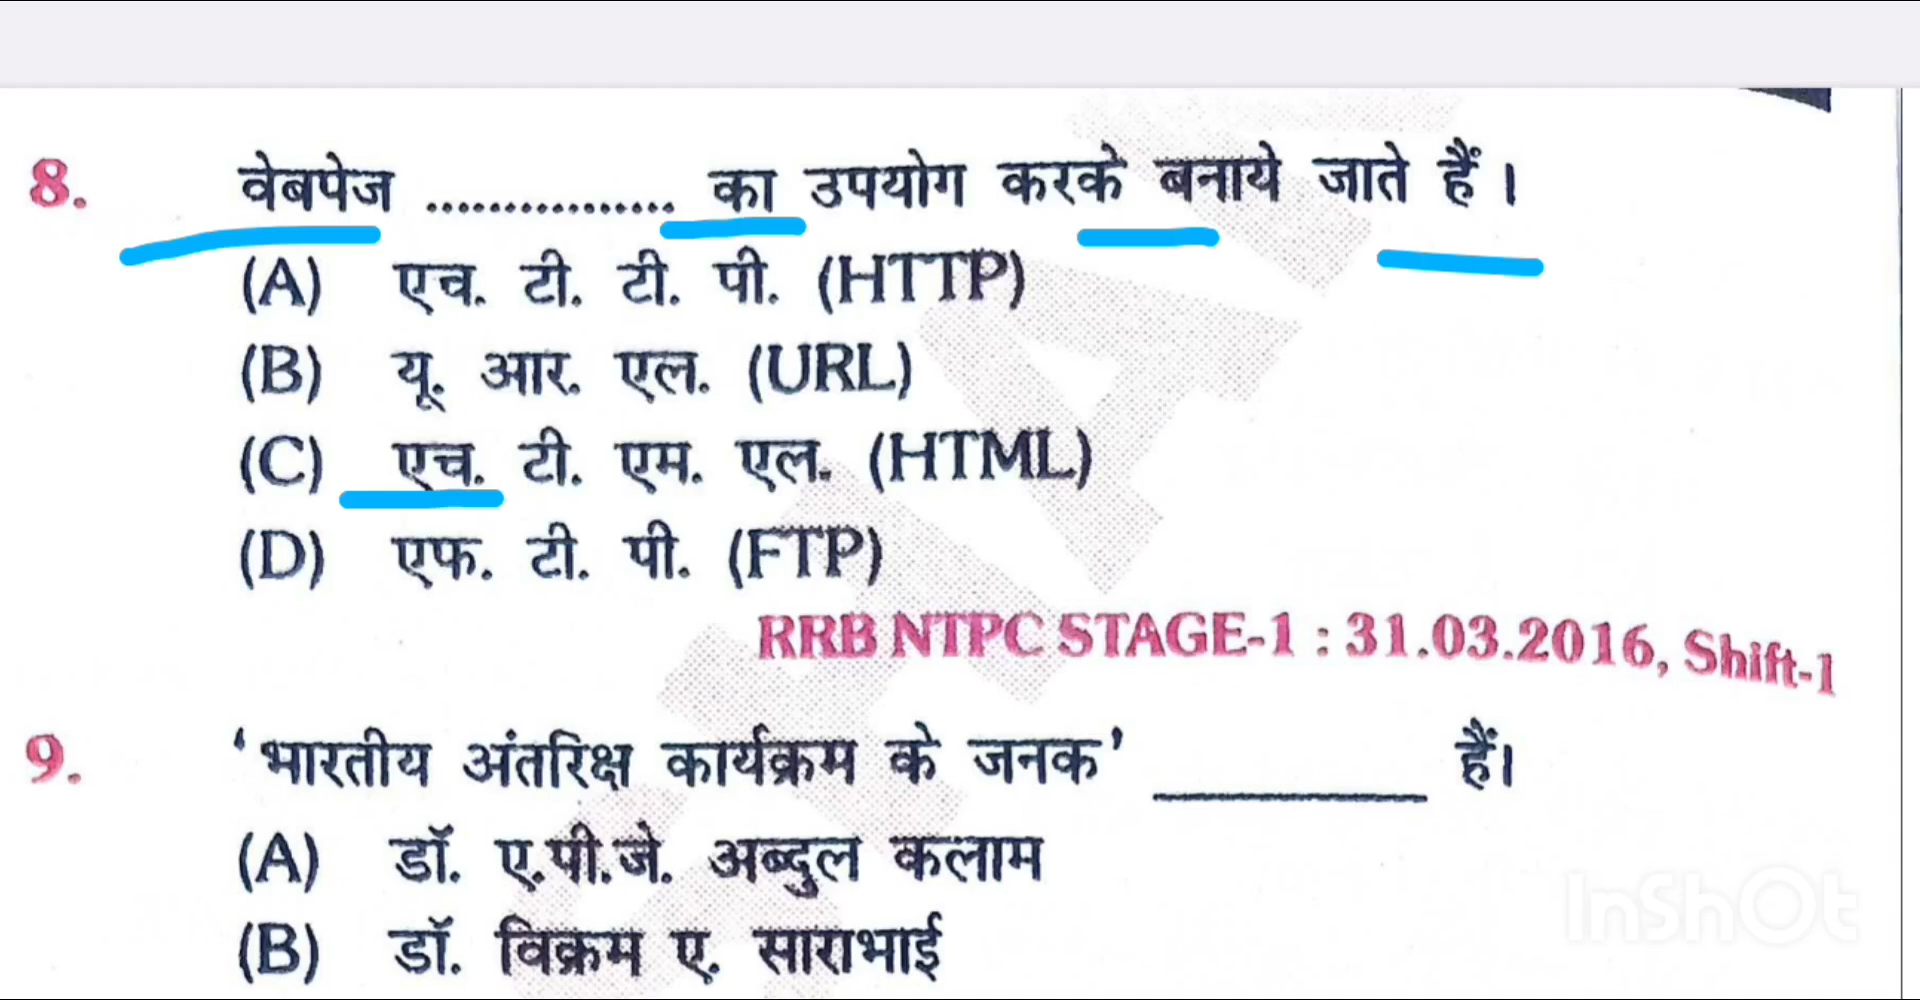 8. वेबपेज ................ का उपयोग करके बनाये जाते हैं।
(A) एच. टी. टी. पी. (HTTP)
(B) यू. आर. एल. (URL)
(C) एच. टी. एम. एल. (HTML)
(D) एफ. टी. पी. (FTP)
RRB NTPC STAGE-1 : 31.03.2016, Shift-1
9. ‘भारतीय अंतरिक्ष कार्यक्रम के जनक’ __________ हैं।
(A) डॉ. ए.पी.जे. अब्दुल कलाम
(B) डॉ. विक्रम ए. साराभाई
InShOt